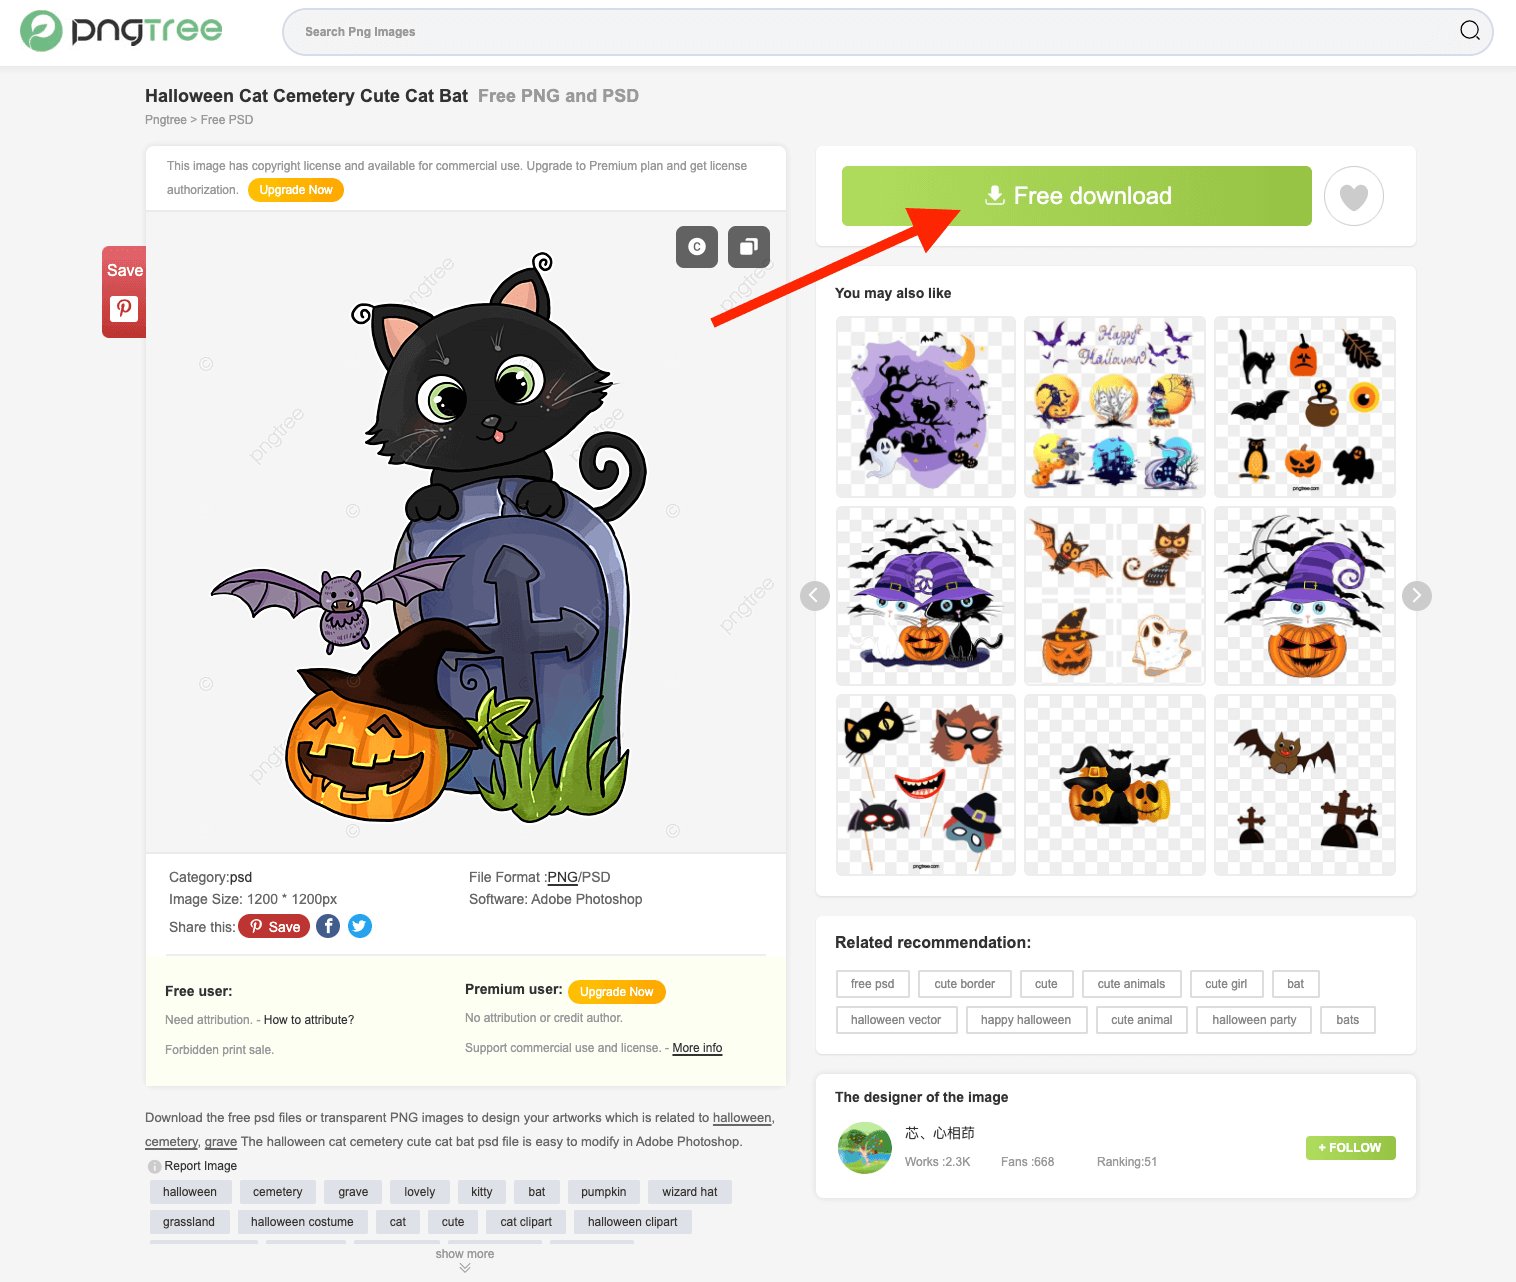 pngtree
Search Png Images
Halloween Cat Cemetery Cute Cat Bat Free PNG and PSD
Pngtree > Free PSD
This image has copyright license and available for commercial use. Upgrade to Premium plan and get license
authorization. Upgrade Now
Free download
Save
pngtree
pngtree
pngtree
pngtree
pngtree
You may also like
Happy
Halloween
pngtree.com
pngtree.com
Category:psd
File Format :PNG/PSD
Image Size: 1200 * 1200px
Software: Adobe Photoshop
Share this: Save
Free user:
Premium user: Upgrade Now
Need attribution. - How to attribute?
No attribution or credit author.
Forbidden print sale.
Support commercial use and license. - More info
Download the free psd files or transparent PNG images to design your artworks which is related to halloween,
cemetery, grave The halloween cat cemetery cute cat bat psd file is easy to modify in Adobe Photoshop.
Report Image
halloween cemetery grave lovely kitty bat pumpkin wizard hat
grassland halloween costume cat cute cat clipart halloween clipart
show more
Related recommendation:
free psd cute border cute cute animals cute girl bat
halloween vector happy halloween cute animal halloween party bats
The designer of the image
芯、心相茚
Works :2.3K Fans :668 Ranking:51
+ FOLLOW